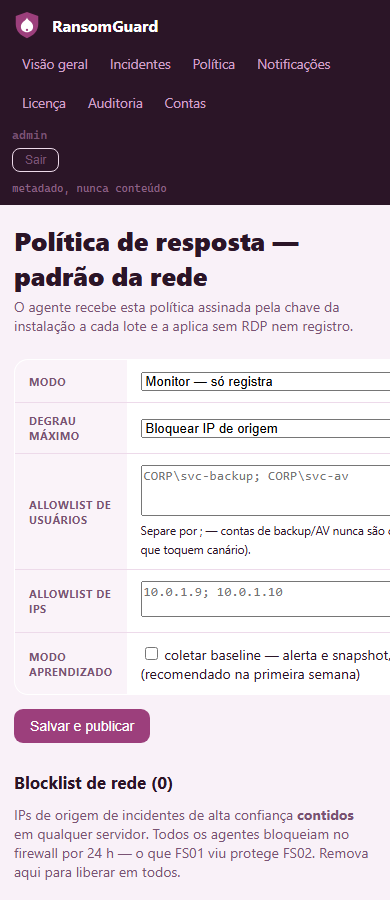 RansomGuard
Visão geral Incidentes Política Notificações
Licença Auditoria Contas
admin
Sair
metadado, nunca conteúdo
Política de resposta —
padrão da rede
O agente recebe esta política assinada pela chave da
instalação a cada lote e a aplica sem RDP nem registro.
MODO
Monitor — só registra
DEGRAU
MÁXIMO
Bloquear IP de origem
ALLOWLIST DE
USUÁRIOS
CORP\svc-backup; CORP\svc-av
Separe por ; — contas de backup/AV nunca são
que toquem canário).
ALLOWLIST DE
IPS
10.0.1.9; 10.0.1.10
MODO
APRENDIZADO
coletar baseline — alerta e snapshot,
(recomendado na primeira semana)
Salvar e publicar
Blocklist de rede (0)
IPs de origem de incidentes de alta confiança contidos
em qualquer servidor. Todos os agentes bloqueiam no
firewall por 24 h — o que FS01 viu protege FS02. Remova
aqui para liberar em todos.